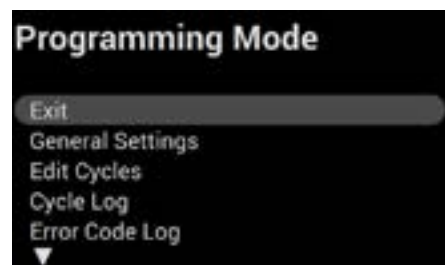 Programming Mode
Exit
General Settings
Edit Cycles
Cycle Log
Error Code Log